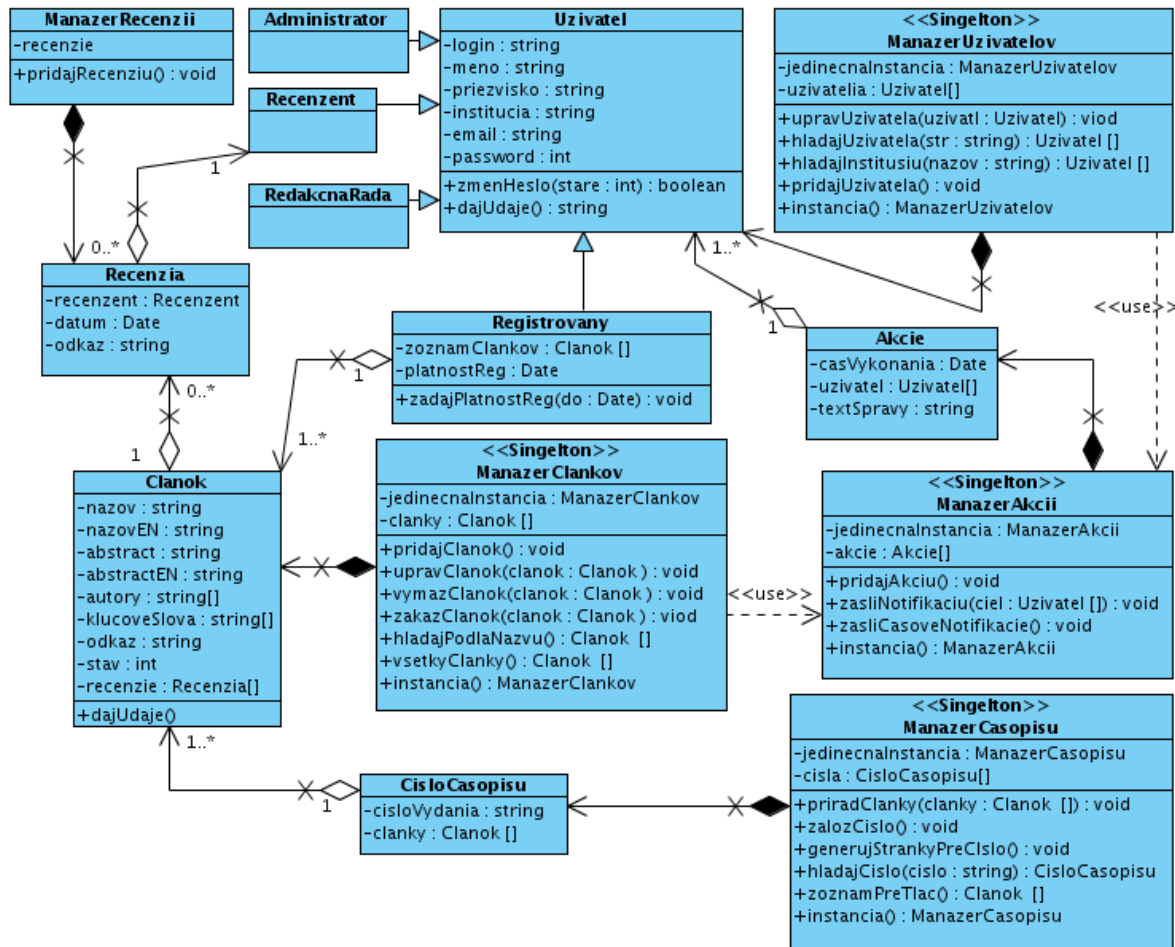 ManazerRecenzii
-recenzie
+pridajRecenziu() : void
Administrator
Recenzent
RedakcnaRada
Uzivatel
-login : string
-meno : string
-priezvisko : string
-institucia : string
-email : string
-password : int
+zmenHeslo(stare : int) : boolean
+dajUdaje() : string
<<Singelton>>
ManazerUzivatelov
-jedinecnaInstancia : ManazerUzivatelov
-uzivatelia : Uzivatel[]
+upravUzivatela(uzivatl : Uzivatel) : viod
+hladajUzivatela(str : string) : Uzivatel []
+hladajInstitusiu(nazov : string) : Uzivatel []
+pridajUzivatela() : void
+instancia() : ManazerUzivatelov
1
0..*
1..*
1
<<use>>
Recenzia
-recenzent : Recenzent
-datum : Date
-odkaz : string
Registrovany
-zoznamClankov : Clanok []
-platnostReg : Date
+zadajPlatnostReg(do : Date) : void
Akcie
-casVykonania : Date
-uzivatel : Uzivatel[]
-textSpravy : string
1
1..*
0..*
1
Clanok
-nazov : string
-nazovEN : string
-abstract : string
-abstractEN : string
-autory : string[]
-klucoveSlova : string[]
-odkaz : string
-stav : int
-recenzie : Recenzia[]
+dajUdaje()
<<Singelton>>
ManazerClankov
-jedinecnaInstancia : ManazerClankov
-clanky : Clanok []
+pridajClanok() : void
+upravClanok(clanok : Clanok ) : void
+vymazClanok(clanok : Clanok ) : void
+zakazClanok(clanok : Clanok ) : viod
+hladajPodlaNazvu() : Clanok []
+vsetkyClanky() : Clanok []
+instancia() : ManazerClankov
<<use>>
<<Singelton>>
ManazerAkcii
-jedinecnaInstancia : ManazerAkcii
-akcie : Akcie[]
+pridajAkciu() : void
+zasliNotifikaciu(ciel : Uzivatel []) : void
+zasliCasoveNotifikacie() : void
+instancia() : ManazerAkcii
1..*
1
CisloCasopisu
-cisloVydania : string
-clanky : Clanok []
<<Singelton>>
ManazerCasopisu
-jedinecnaInstancia : ManazerCasopisu
-cisla : CisloCasopisu[]
+priradClanky(clanky : Clanok []) : void
+zalozCislo() : void
+generujStrankyPreCIslo() : void
+hladajCislo(cislo : string) : CisloCasopisu
+zoznamPreTlac() : Clanok []
+instancia() : ManazerCasopisu